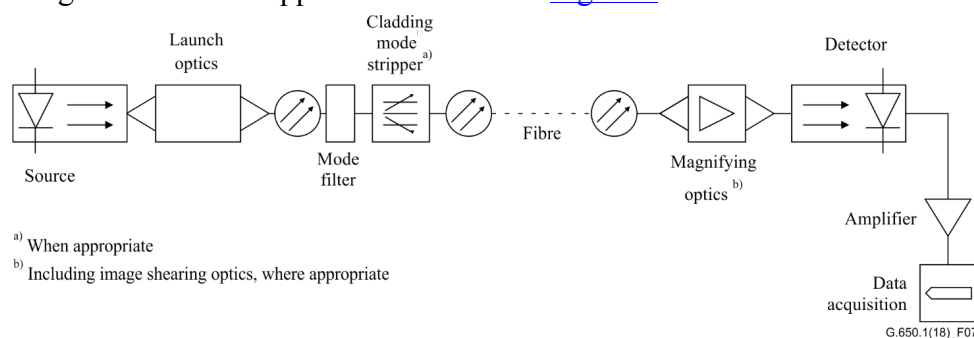 Cladding
mode
stripper a)
Launch
optics
Detector
Source
Mode
filter
Fibre
Magnifying
optics b)
Amplifier
Data
acquisition
a) When appropriate
b) Including image shearing optics, where appropriate
G.650.1(18)_F07